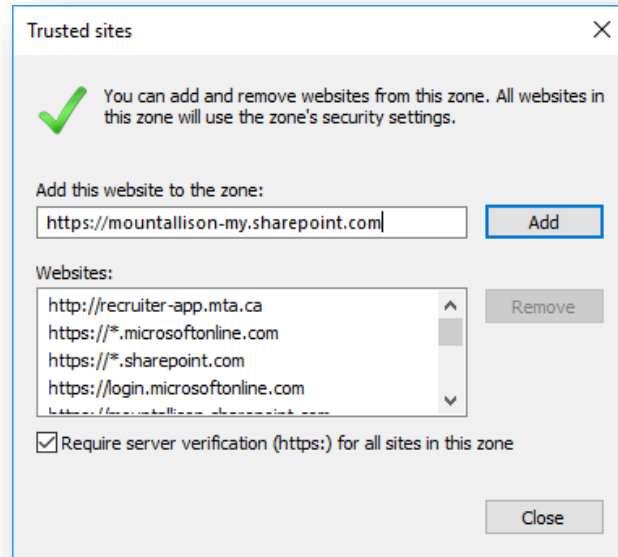 Trusted sites
You can add and remove websites from this zone. All websites in
this zone will use the zone's security settings.
Add this website to the zone:
https://mountallison-my.sharepoint.com
Add
Websites:
http://recruiter-app.mta.ca
https://*.microsoftonline.com
https://*.sharepoint.com
https://login.microsoftonline.com
Remove
Require server verification (https:) for all sites in this zone
Close